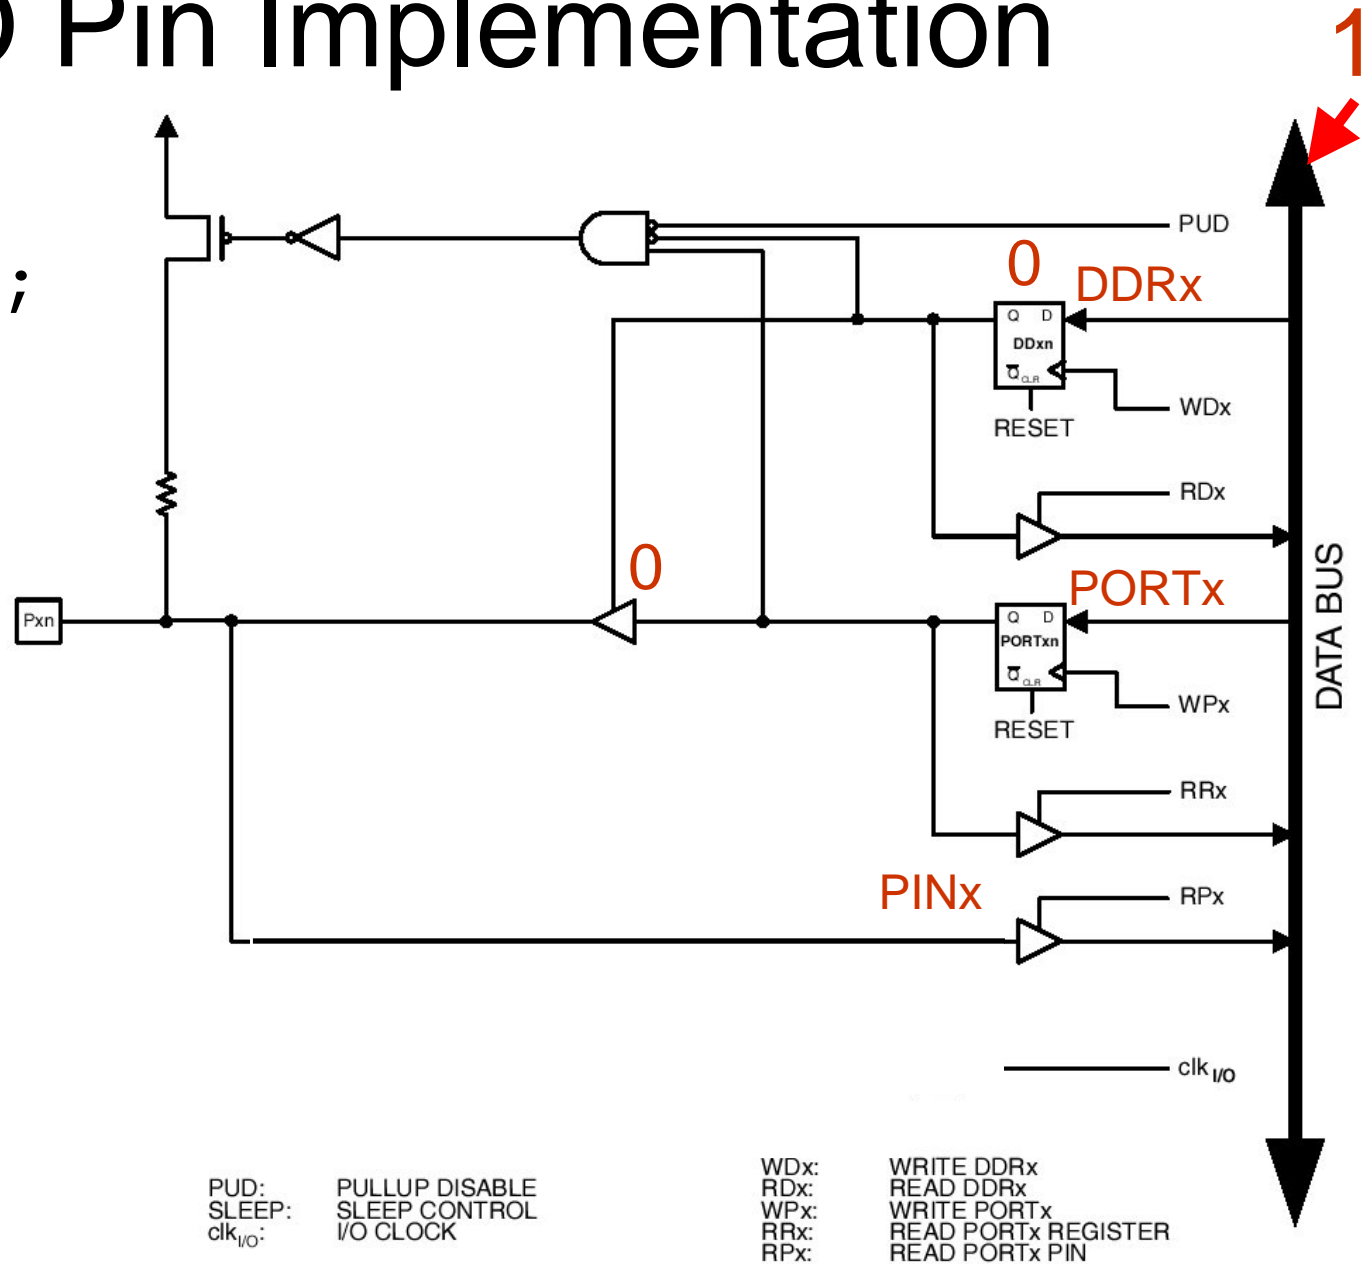 Pin Implementation
1
PUD
;
0
DDRx
Q D
DDxn
Q CLR
WDx
RESET
RDx
0
PORTx
Pxn
Q D
PORTxn
Q CLR
WPx
RESET
DATA BUS
RRx
PINx
RPx
clk I/O
PUD: PULLUP DISABLE
SLEEP: SLEEP CONTROL
clkI/O: I/O CLOCK
WDx: WRITE DDRx
RDx: READ DDRx
WPx: WRITE PORTx
RRx: READ PORTx REGISTER
RPx: READ PORTx PIN